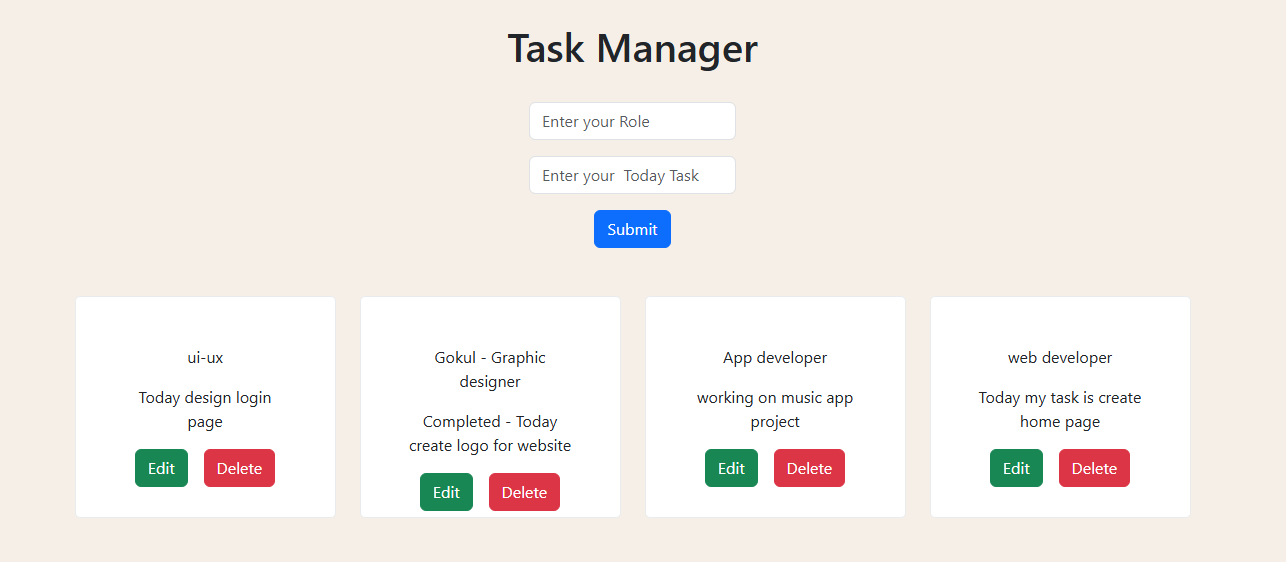 Task Manager
Enter your Role
Enter your  Today Task
Submit
ui-ux
Today design login
page
Edit Delete
Gokul - Graphic
designer
Completed - Today
create logo for website
Edit Delete
App developer
working on music app
project
Edit Delete
web developer
Today my task is create
home page
Edit Delete